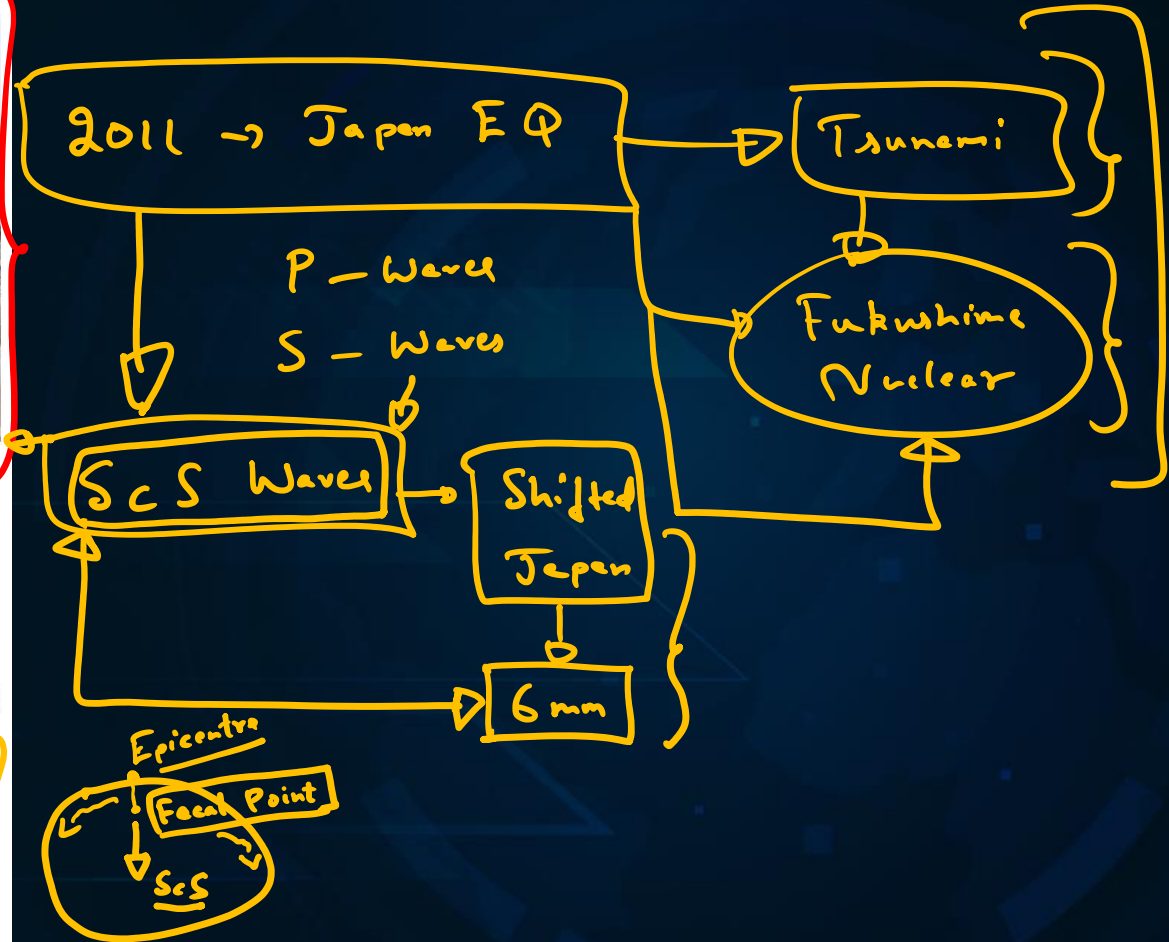 2011 → Japan EQ
Tsunami
P - Waves
S - Waves
Fukushima
Nuclear
ScS Waves
Shifted
Japan
6 mm
Epicentre
Focal Point
ScS